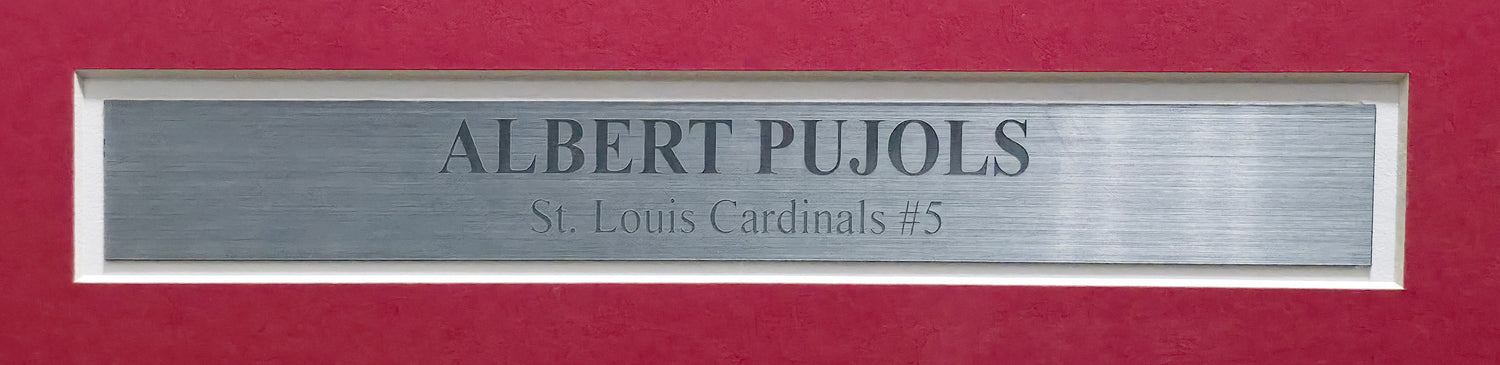 ALBERT PUJOLS
St. Louis Cardinals #5